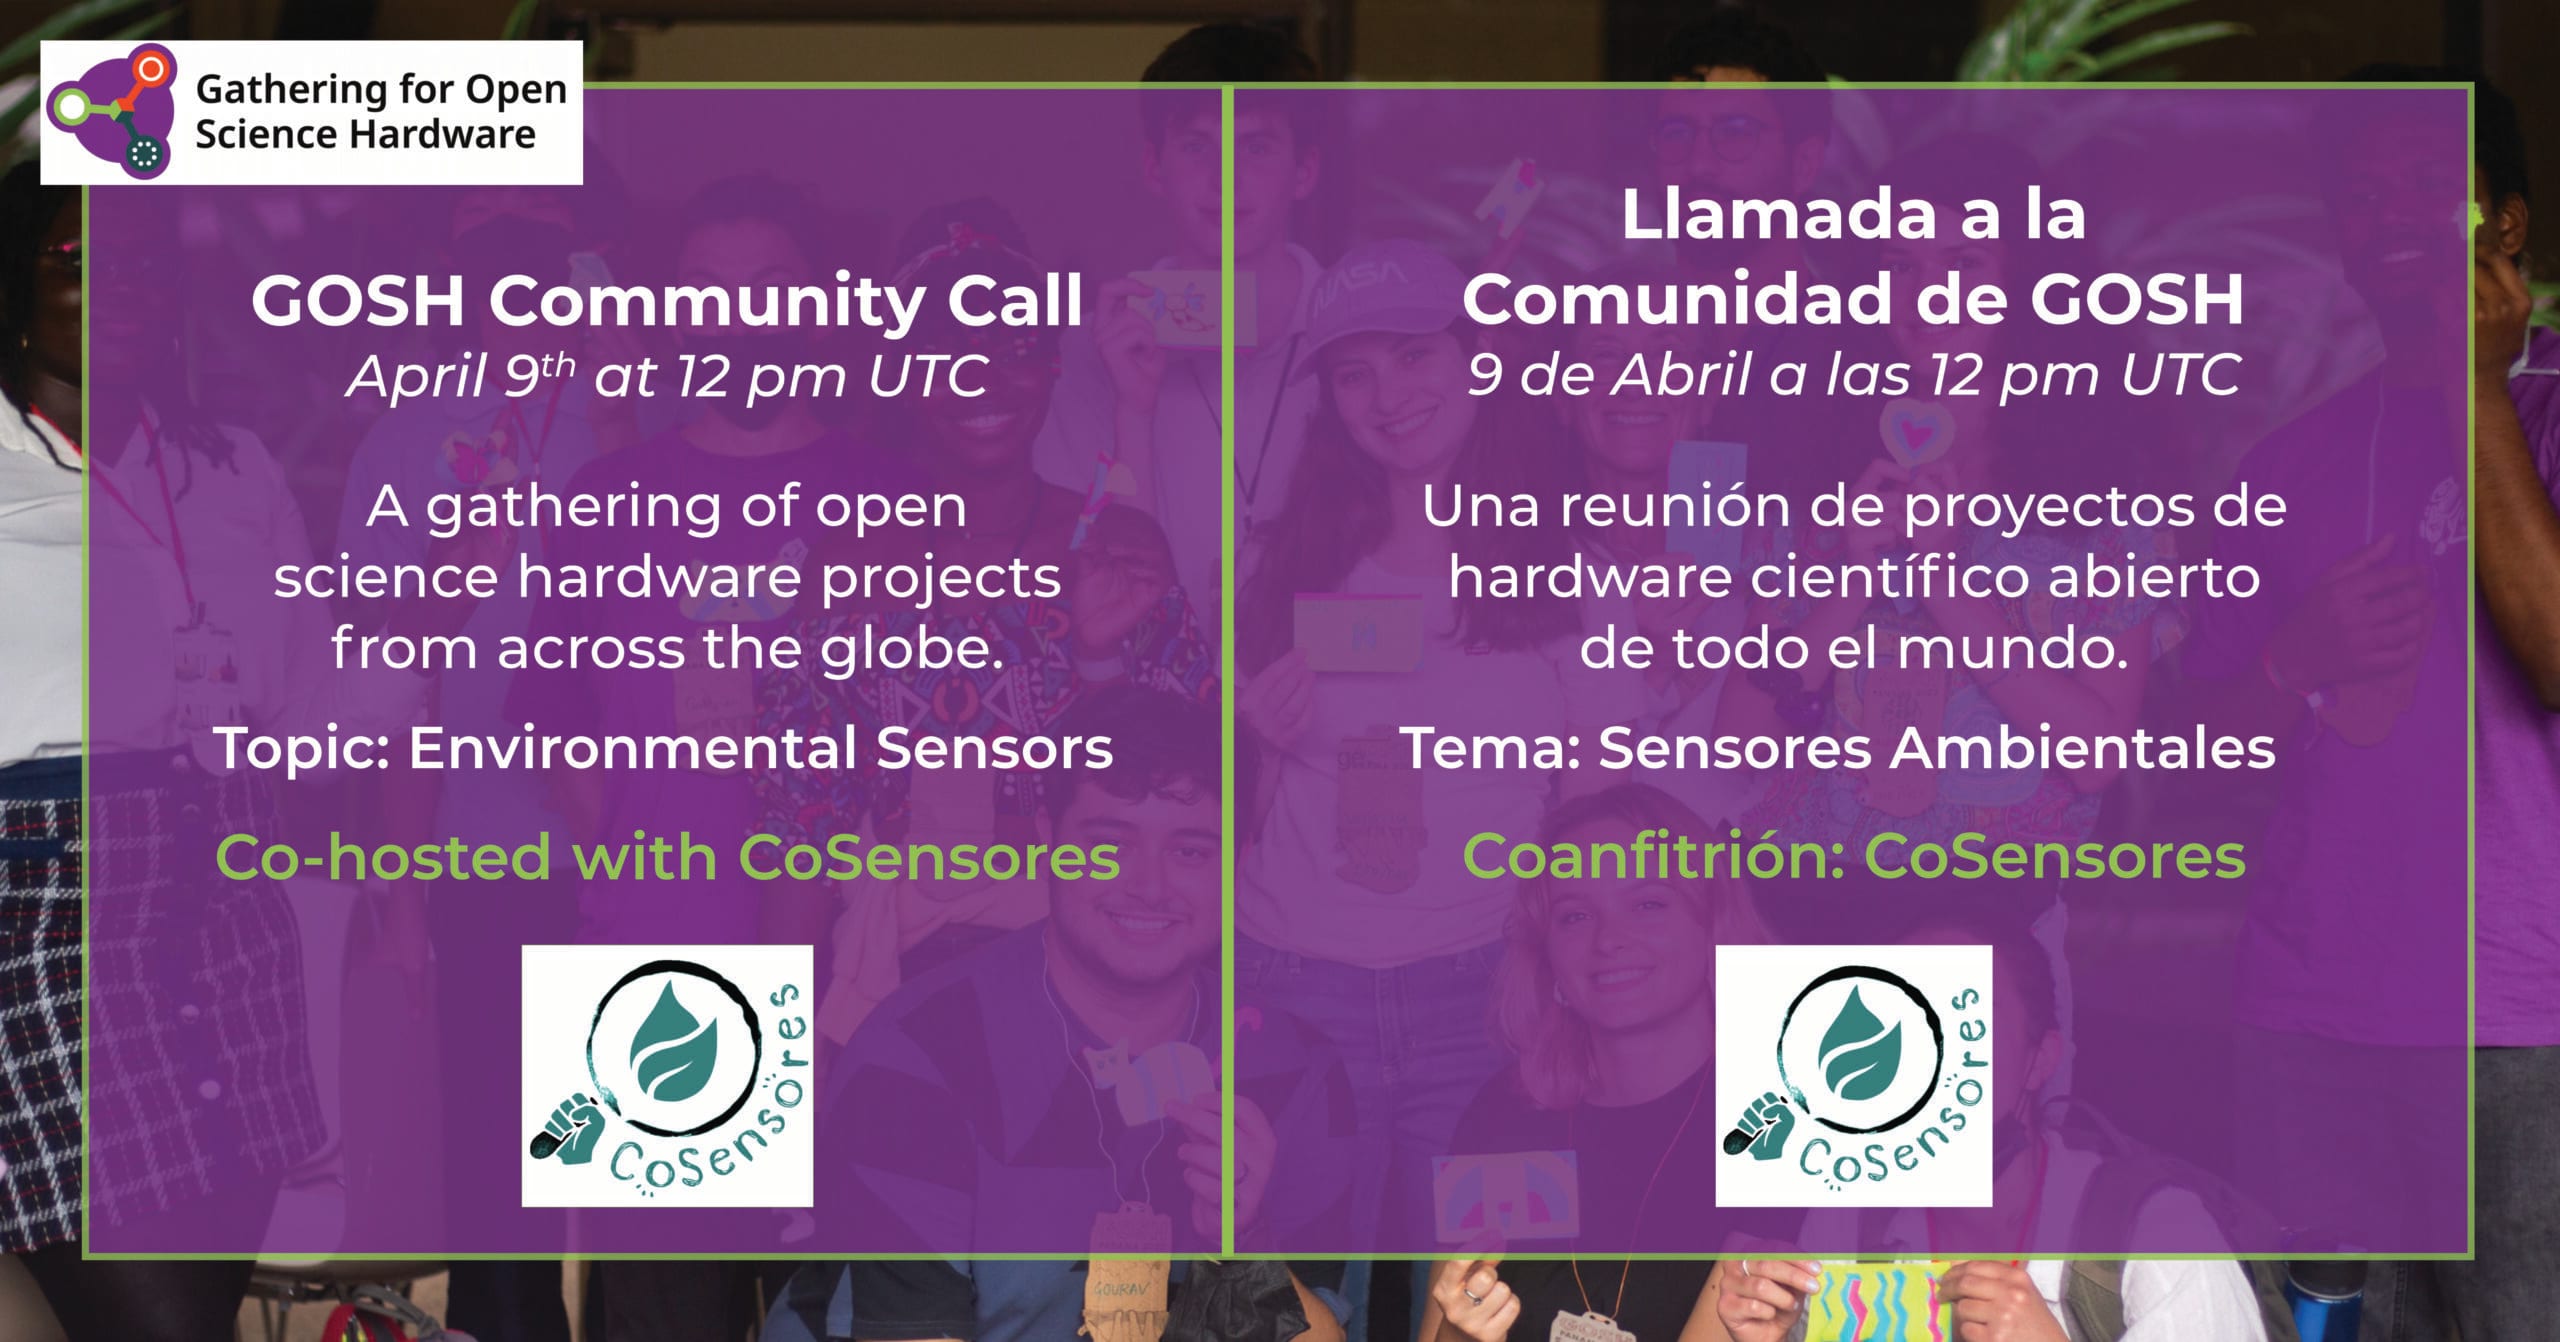 Gathering for Open
Science Hardware
GOSH Community Call
April 9th at 12 pm UTC
A gathering of open
science hardware projects
from across the globe.
Topic: Environmental Sensors
Co-hosted with CoSensores
CoSensores
Llamada a la
Comunidad de GOSH
9 de Abril a las 12 pm UTC
Una reunión de proyectos de
hardware científico abierto
de todo el mundo.
Tema: Sensores Ambientales
Coanfitrión: CoSensores
CoSensores
NASA
GOURAV